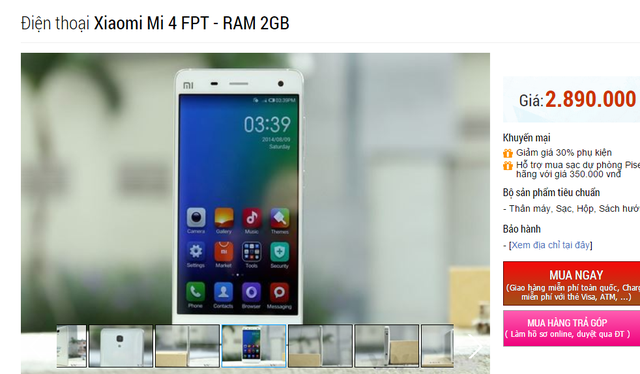 Điện thoại Xiaomi Mi 4 FPT - RAM 2GB
Giá: 2.890.000
Khuyến mại
Giảm giá 30% phụ kiện
Hỗ trợ mua sạc dự phòng Pise
hãng với giá 350.000 vnđ
Bộ sản phẩm tiêu chuẩn
- Thân máy, Sạc, Hộp, Sách hướ
Bảo hành
- [Xem địa chỉ tại đây]
MUA NGAY
(Giao hàng miễn phí toàn quốc, Char
miễn phí với thẻ Visa, ATM, ...)
MUA HÀNG TRẢ GÓP
( Làm hồ sơ online, duyệt qua ĐT )
mi
03:39PM
03:39
2014/08/09
Camera Gallery Music Themes
Settings Market Tools Security
Phone Contacts Browser Messaging